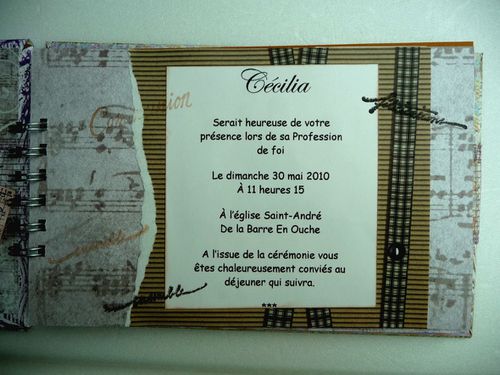 Cécilia
Serait heureuse de votre
présence lors de sa Profession
de foi
Le dimanche 30 mai 2010
À 11 heures 15
À l'église Saint-André
De la Barre En Ouche
A l'issue de la cérémonie vous
êtes chaleureusement conviés au
déjeuner qui suivra.
***
Communion